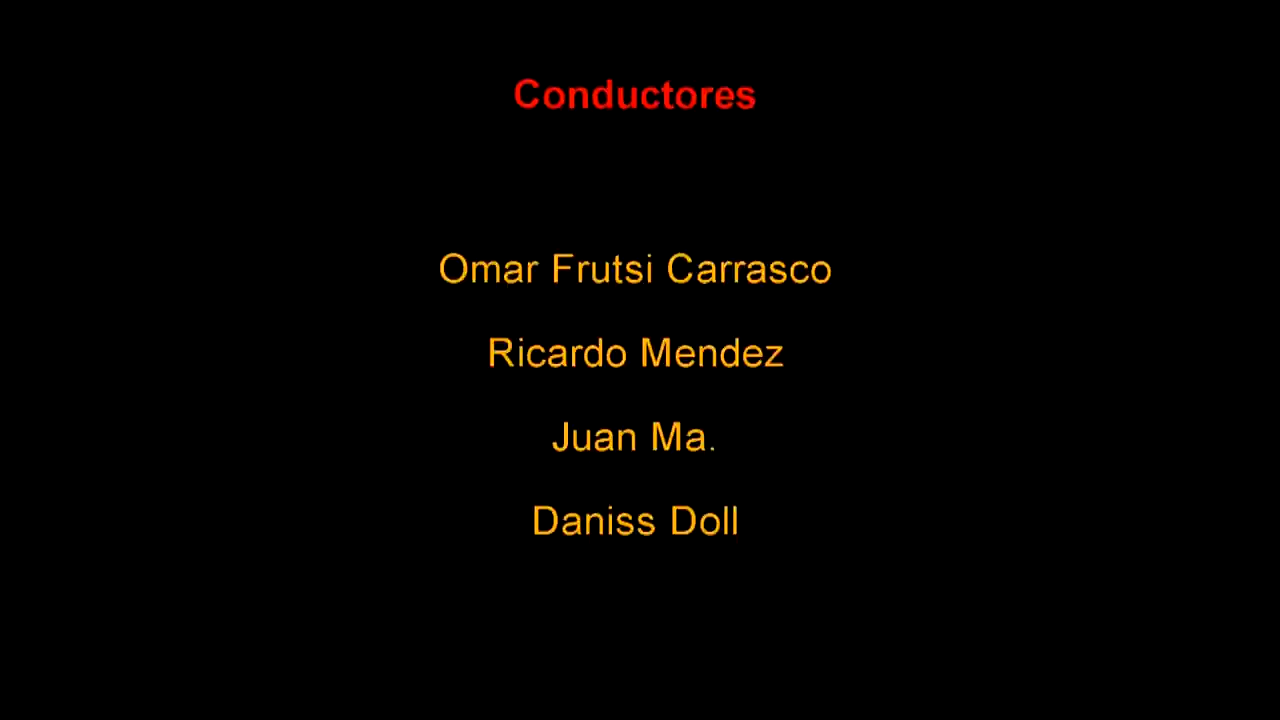 Conductores
Omar Frutsi Carrasco
Ricardo Mendez
Juan Ma.
Daniss Doll